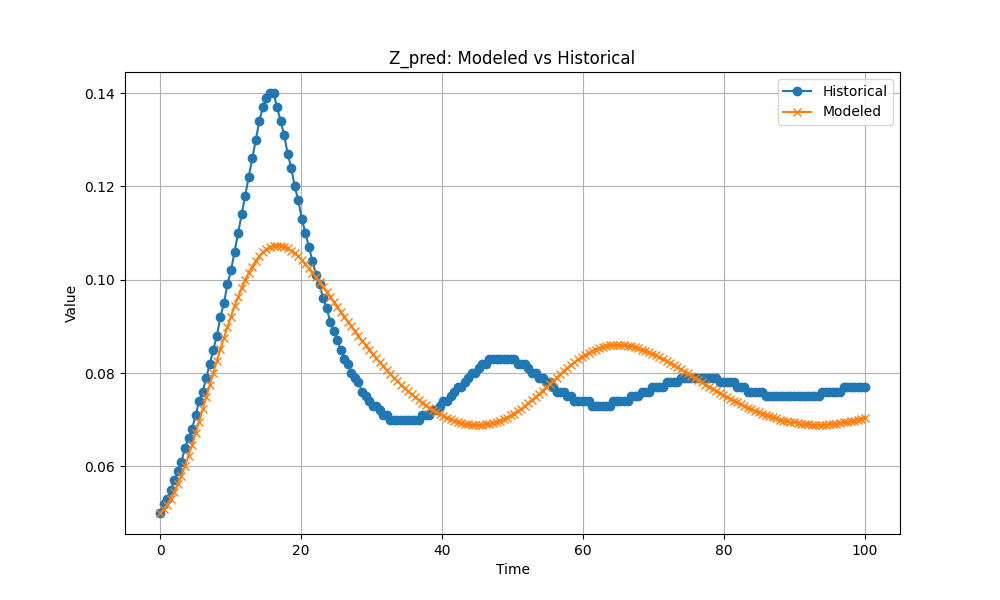 Z_pred: Modeled vs Historical
Historical
Modeled
0.14
0.12
0.10
0.08
0.06
Value
0 20 40 60 80 100
Time